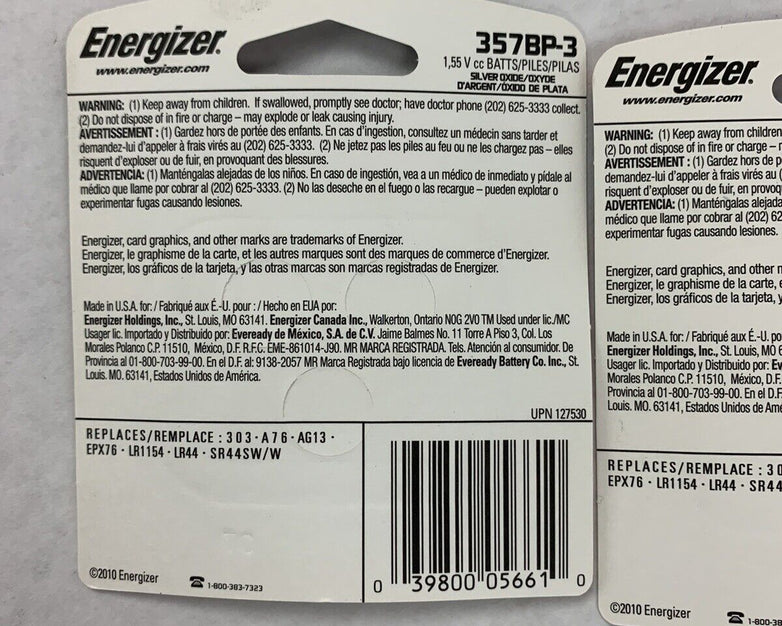 Energizer.
www.energizer.com
357BP-3
1,55 V cc BATTS/PILES/PILAS
SILVER OXIDE/OXYDE
D'ARGENT/ÓXIDO DE PLATA
WARNING: (1) Keep away from children. If swallowed, promptly see doctor; have doctor phone (202) 625-3333 collect.
(2) Do not dispose of in fire or charge – may explode or leak causing injury.
AVERTISSEMENT : (1) Gardez hors de portée des enfants. En cas d'ingestion, consultez un médecin sans tarder et
demandez-lui d'appeler à frais virés au (202) 625-3333. (2) Ne jetez pas les piles au feu ou ne les chargez pas – elles
risquent d'exploser ou de fuir, en provoquant des blessures.
ADVERTENCIA: (1) Manténgalas alejadas de los niños. En caso de ingestión, vea a un médico de inmediato y pídale al
médico que llame por cobrar al (202) 625-3333. (2) No las deseche en el fuego o las recargue – pueden explotar o
experimentar fugas causando lesiones.
Energizer, card graphics, and other marks are trademarks of Energizer.
Energizer, le graphisme de la carte, et les autres marques sont des marques de commerce d'Energizer.
Energizer, los gráficos de la tarjeta, y las otras marcas son marcas registradas de Energizer.
Made in U.S.A. for: / Fabriqué aux É.-U. pour : / Hecho en EUA por:
Energizer Holdings, Inc., St. Louis, MO 63141. Energizer Canada Inc., Walkerton, Ontario N0G 2V0 TM Used under lic./MC
Usager lic. Importado y Distribuido por: Eveready de México, S.A. de C.V. Jaime Balmes No. 11 Torre A Piso 3, Col. Los
Morales Polanco C.P. 11510, México, D.F. R.F.C. EME-861014-J90. MR MARCA REGISTRADA. Tels. Atención al consumidor. De
Provincia al 01-800-703-99-00. En el D.F. al: 9138-2057 MR Marca Registrada bajo licencia de Eveready Battery Co. Inc., St.
Louis. MO. 63141, Estados Unidos de América.
UPN 127530
REPLACES/REMPLACE : 303 · A76 · AG13 ·
EPX76 · LR1154 · LR44 · SR44SW/W
©2010 Energizer
☎ 1-800-383-7323
0 39800 05661 0
Energizer.
www.energizer.com
WARNING: (1) Keep away from children
(2) Do not dispose of in fire or charge –
AVERTISSEMENT : (1) Gardez hors de p
demandez-lui d'appeler à frais virés au (
risquent d'exploser ou de fuir, en provoq
ADVERTENCIA: (1) Manténgalas alejada
médico que llame por cobrar al (202) 62
experimentar fugas causando lesiones.
Energizer, card graphics, and other
Energizer, le graphisme de la carte, e
Energizer, los gráficos de la tarjeta, y
Made in U.S.A. for: / Fabriqué aux É.-U. po
Energizer Holdings, Inc., St. Louis, MO 6
Usager lic. Importado y Distribuido por: Ev
Morales Polanco C.P. 11510, México, D.F.
Provincia al 01-800-703-99-00. En el D.F.
Louis. MO. 63141, Estados Unidos de Amé
REPLACES/REMPLACE : 30
EPX76 · LR1154 · LR44 · SR44
©2010 Energizer
☎ 1-800-38